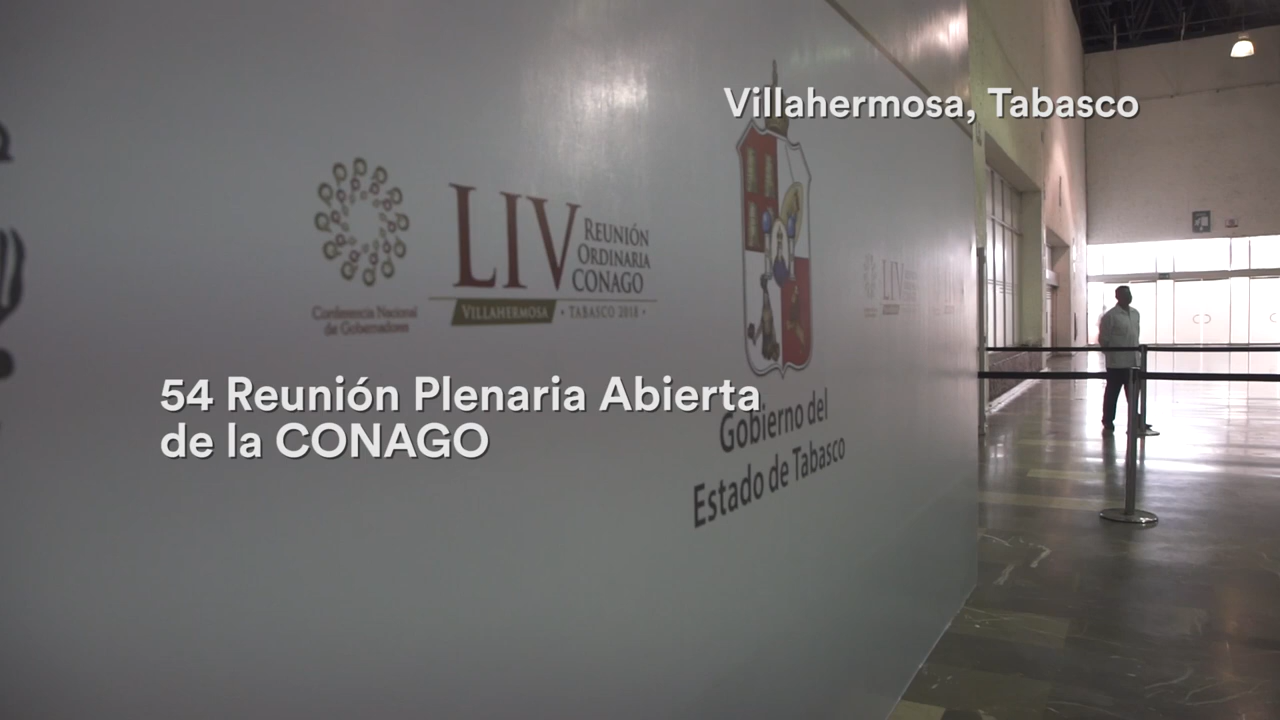 Villahermosa, Tabasco
Conferencia Nacional
de Gobernadores
LIV
REUNIÓN
ORDINARIA
CONAGO
VILLAHERMOSA • TABASCO 2018 •
54 Reunión Plenaria Abierta
de la CONAGO
Gobierno del
Estado de Tabasco
LIV